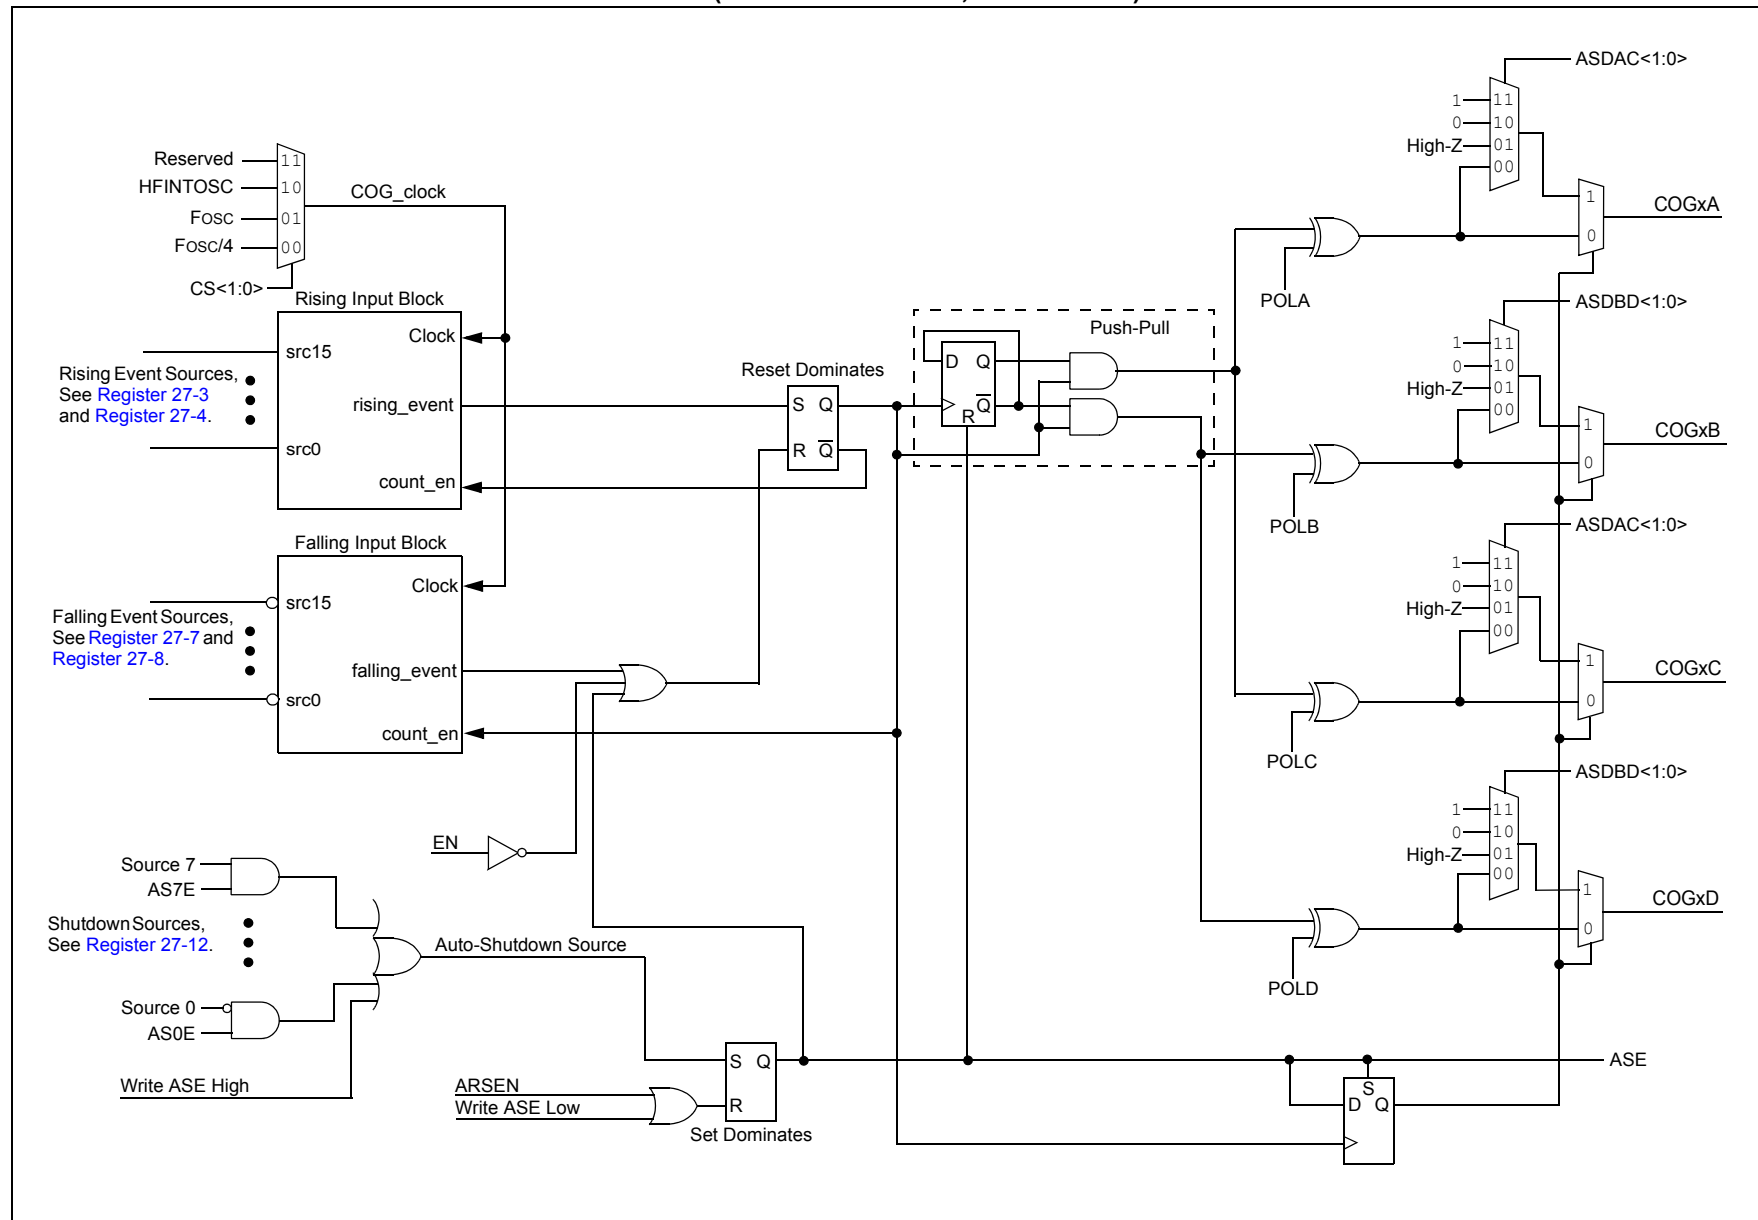 ASDAC<1:0>
1 11
0 10
High-Z 01
00
1
0
COGxA
POLA
Reserved 11
HFINTOSC 10
FOSC 01
FOSC/4 00
CS<1:0>
COG_clock
Rising Input Block
Clock
src15
Rising Event Sources,
See Register 27-3
and Register 27-4.
rising_event
src0
count_en
Reset Dominates
S Q
R Q
Push-Pull
D Q
R Q
ASDBD<1:0>
1 11
0 10
High-Z 01
00
1
0
COGxB
POLB
Falling Input Block
Clock
src15
Falling Event Sources,
See Register 27-7 and
Register 27-8.
falling_event
src0
count_en
ASDAC<1:0>
1 11
0 10
High-Z 01
00
1
0
COGxC
POLC
EN
Source 7
AS7E
Shutdown Sources,
See Register 27-12.
Source 0
AS0E
Write ASE High
Auto-Shutdown Source
ASDBD<1:0>
1 11
0 10
High-Z 01
00
1
0
COGxD
POLD
ARSEN
Write ASE Low
S Q
R
Set Dominates
ASE
S
D Q